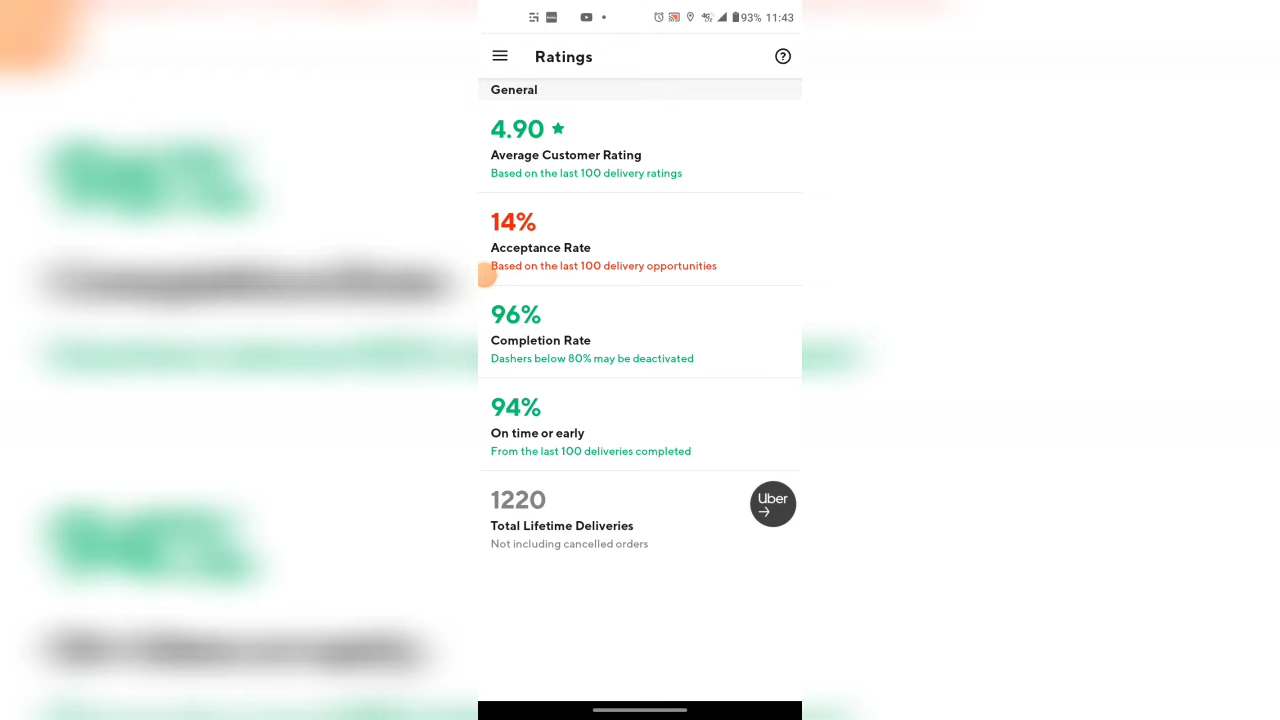 93% 11:43
Ratings
General
4.90
Average Customer Rating
Based on the last 100 delivery ratings
14%
Acceptance Rate
Based on the last 100 delivery opportunities
96%
Completion Rate
Dashers below 80% may be deactivated
94%
On time or early
From the last 100 deliveries completed
1220
Total Lifetime Deliveries
Not including cancelled orders
Uber